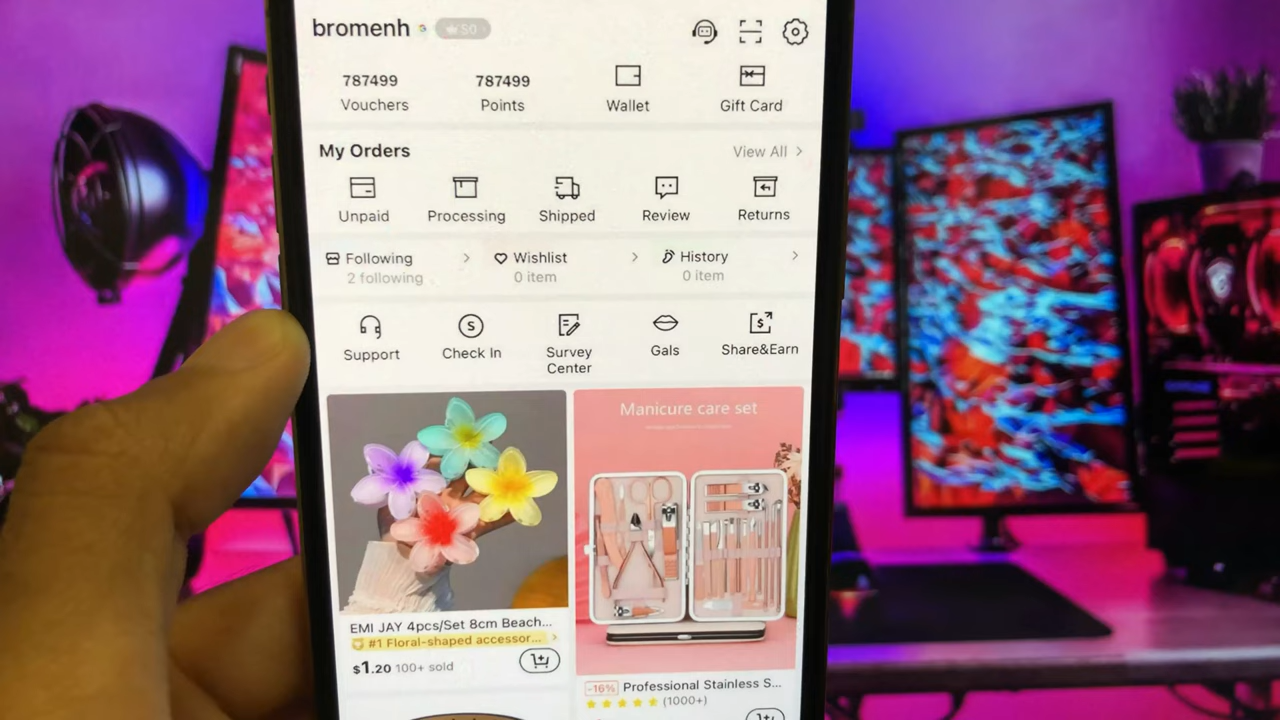 bromenh S0
787499 787499
Vouchers Points Wallet Gift Card
My Orders View All >
Unpaid Processing Shipped Review Returns
Following > Wishlist > History >
2 following 0 item 0 item
Support Check In Survey Center Gals Share&Earn
Manicure care set
EMI JAY 4pcs/Set 8cm Beach...
#1 Floral-shaped accessor... >
$1.20 100+ sold
-16% Professional Stainless S...
(1000+)